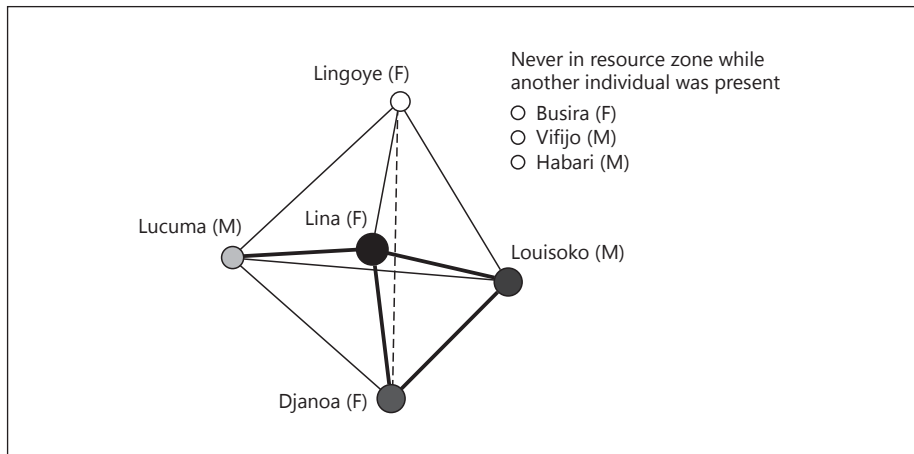 Never in resource zone while
another individual was present
Busira (F)
Vifijo (M)
Habari (M)
Lingoye (F)
Lina (F)
Lucuma (M)
Louisoko (M)
Djanoa (F)